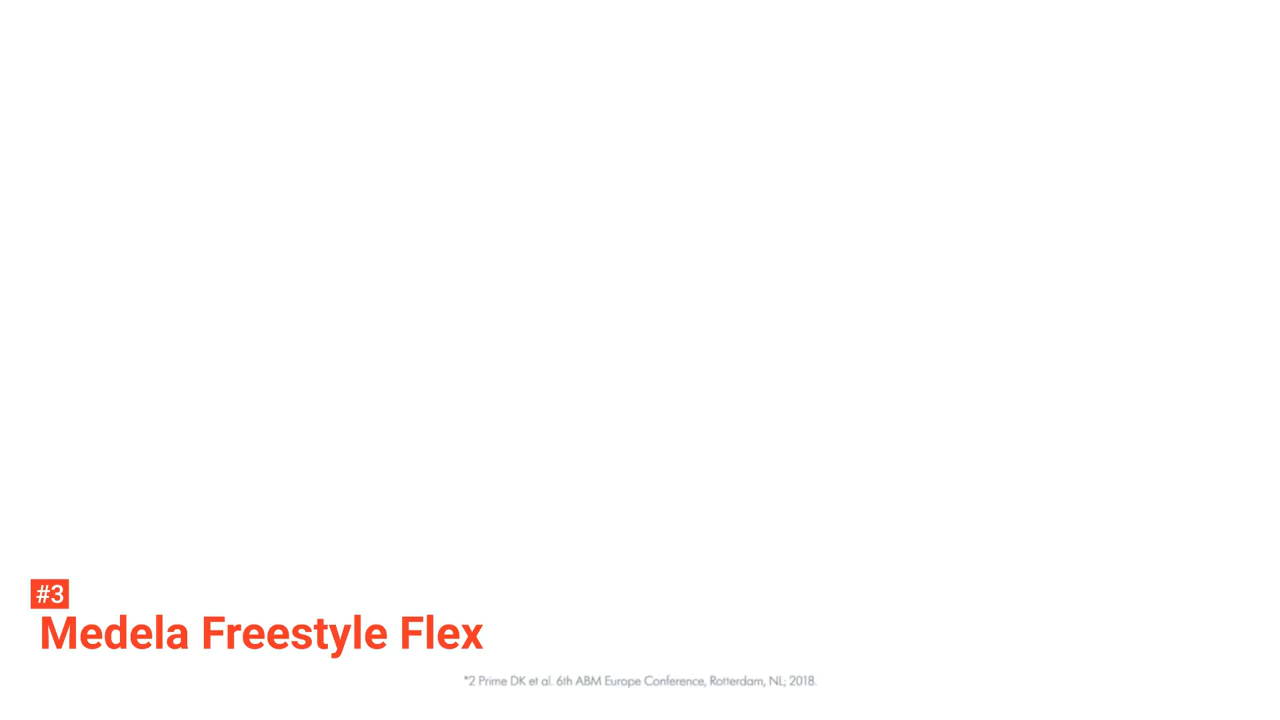 #3
Medela Freestyle Flex
*2 Prime DK et al. 6th ABM Europe Conference, Rotterdam, NL; 2018.